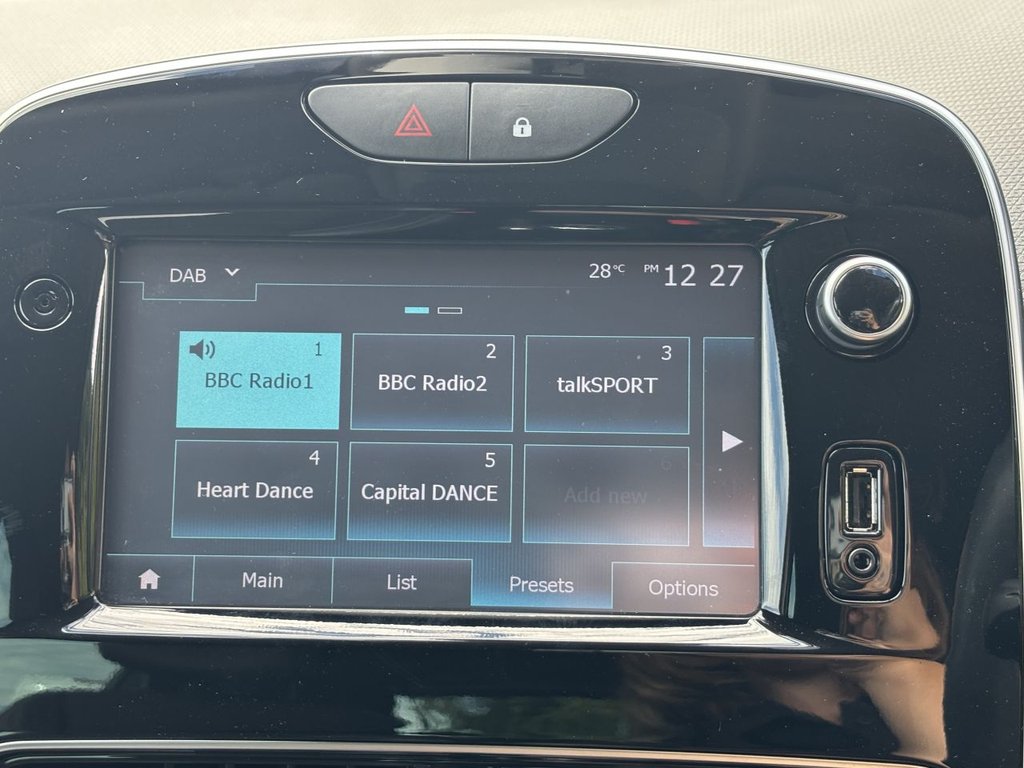 DAB
28°C PM 12 27
1
BBC Radio1
2
BBC Radio2
3
talkSPORT
4
Heart Dance
5
Capital DANCE
6
Add new
Main
List
Presets
Options